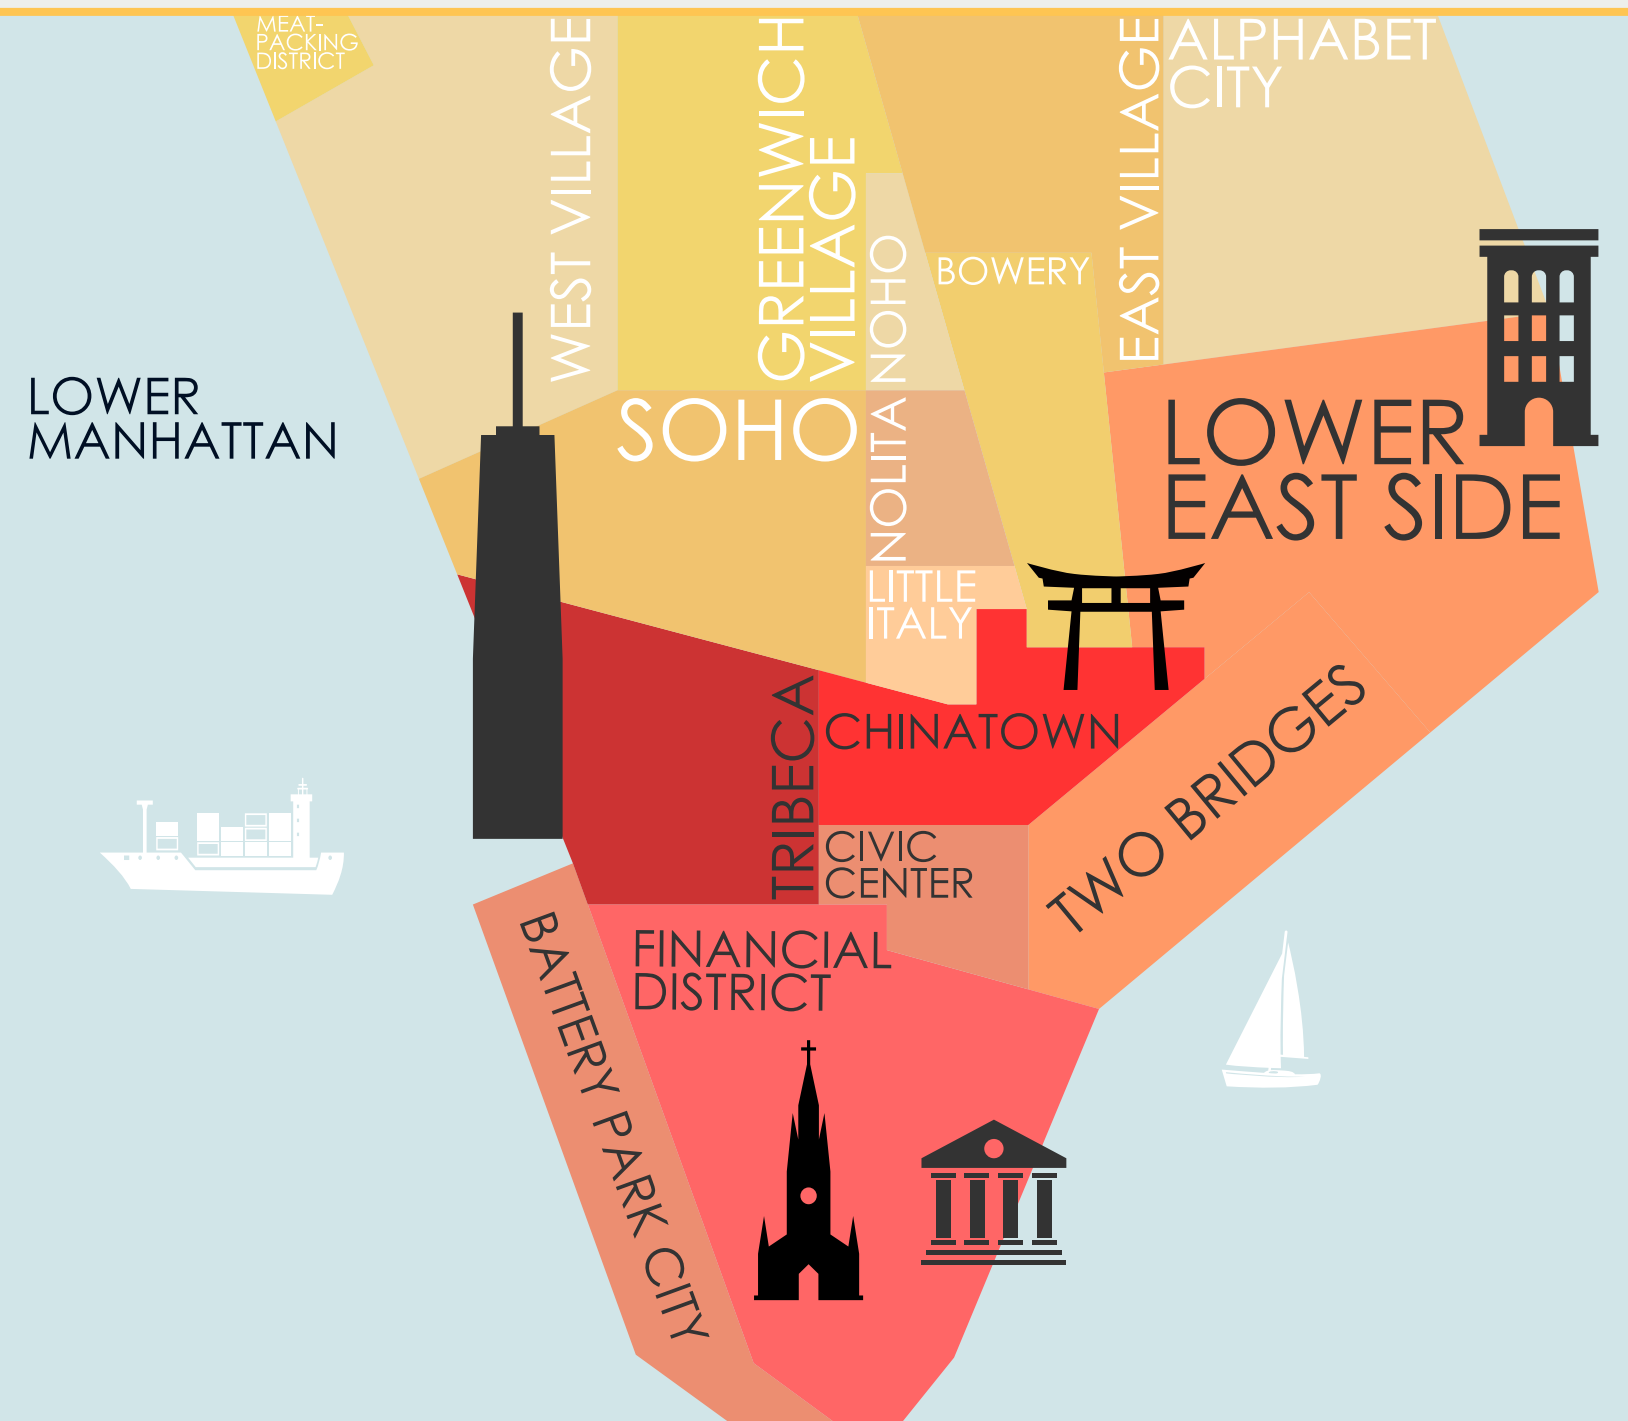 MEAT-
PACKING
DISTRICT
WEST VILLAGE
GREENWICH
VILLAGE
EAST VILLAGE
ALPHABET
CITY
NOHO
BOWERY
LOWER
MANHATTAN
SOHO
NOLITA
LOWER
EAST SIDE
LITTLE
ITALY
TRIBECA
CHINATOWN
TWO BRIDGES
CIVIC
CENTER
BATTERY PARK CITY
FINANCIAL
DISTRICT